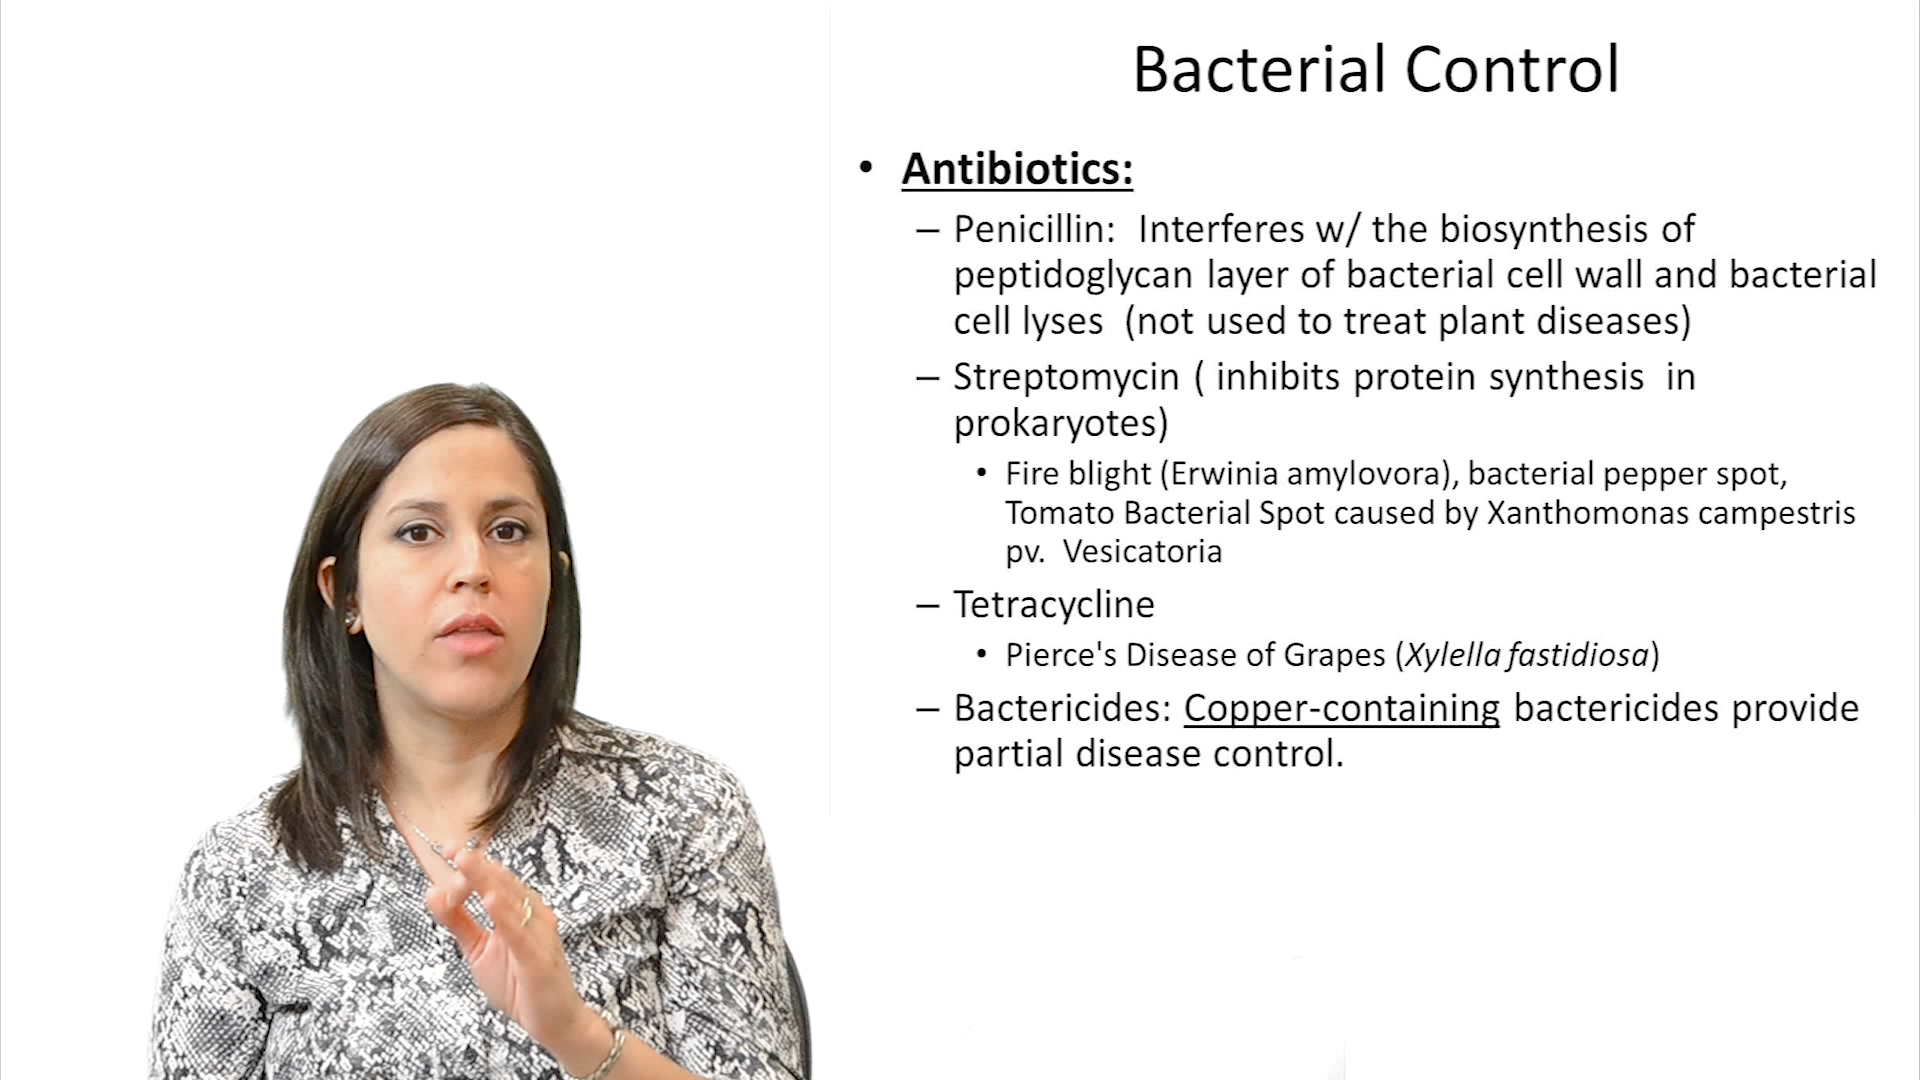 Bacterial Control
• Antibiotics:
– Penicillin: Interferes w/ the biosynthesis of
peptidoglycan layer of bacterial cell wall and bacterial
cell lyses (not used to treat plant diseases)
– Streptomycin ( inhibits protein synthesis in
prokaryotes)
• Fire blight (Erwinia amylovora), bacterial pepper spot,
Tomato Bacterial Spot caused by Xanthomonas campestris
pv. Vesicatoria
– Tetracycline
• Pierce's Disease of Grapes (Xylella fastidiosa)
– Bactericides: Copper-containing bactericides provide
partial disease control.